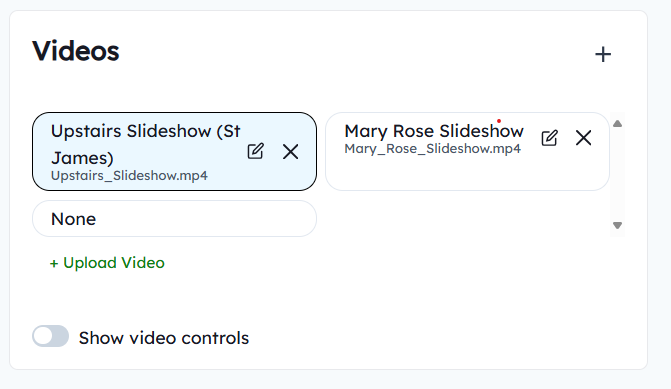 Videos
+
Upstairs Slideshow (St
James)
Upstairs_Slideshow.mp4
Mary Rose Slideshow
Mary_Rose_Slideshow.mp4
None
+ Upload Video
Show video controls